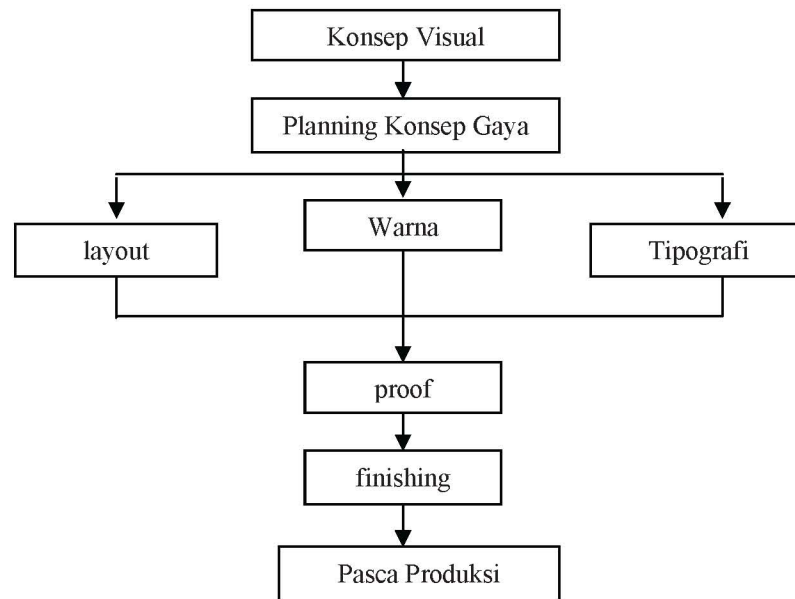 Konsep Visual
Planning Konsep Gaya
layout
Warna
Tipografi
proof
finishing
Pasca Produksi